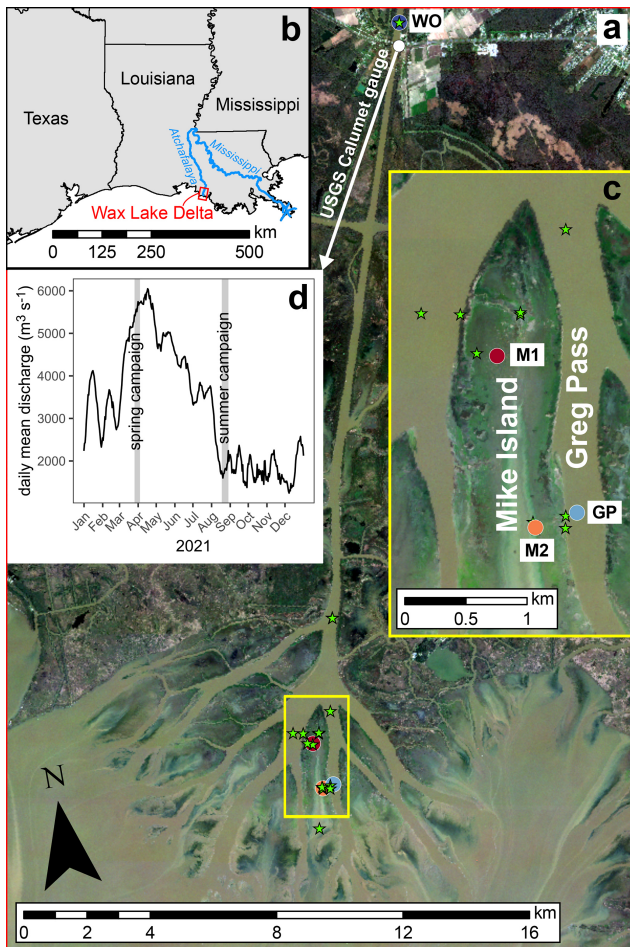 a
WO
USGS Calumet gauge
b
Louisiana
Texas
Mississippi
Atchafalaya
Mississippi
Wax Lake Delta
km
0 125 250 500
c
M1
Mike Island
Greg Pass
GP
M2
km
0 0.5 1
d
daily mean discharge (m³ s⁻¹)
6000
5000
4000
3000
2000
spring campaign
summer campaign
Jan Feb Mar Apr May Jun Jul Aug Sep Oct Nov Dec
2021
N
km
0 2 4 8 12 16